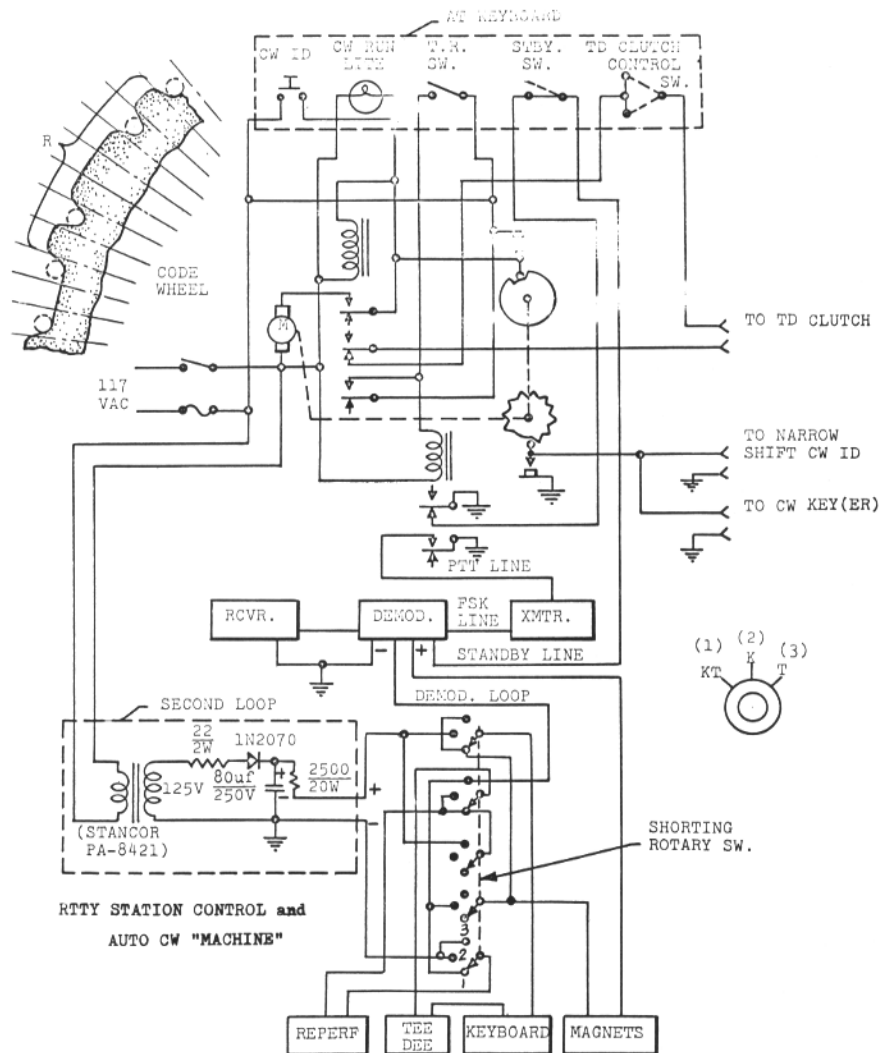 AT KEYBOARD
CW ID
CW RUN
LITE
T.R.
SW.
STBY.
SW.
TD CLUTCH
CONTROL
SW.
R
CODE
WHEEL
M
117
VAC
TO TD CLUTCH
TO NARROW
SHIFT CW ID
TO CW KEY(ER)
PTT LINE
RCVR.
DEMOD.
FSK
LINE
XMTR.
STANDBY LINE
- +
DEMOD. LOOP
(1) KT
(2) K
(3) T
SECOND LOOP
22
2W
1N2070
125V
80uf
250V
+
-
2500
20W
+
-
(STANCOR
PA-8421)
SHORTING
ROTARY SW.
3
2
1
RTTY STATION CONTROL and
AUTO CW "MACHINE"
REPERF
TEE
DEE
KEYBOARD
MAGNETS